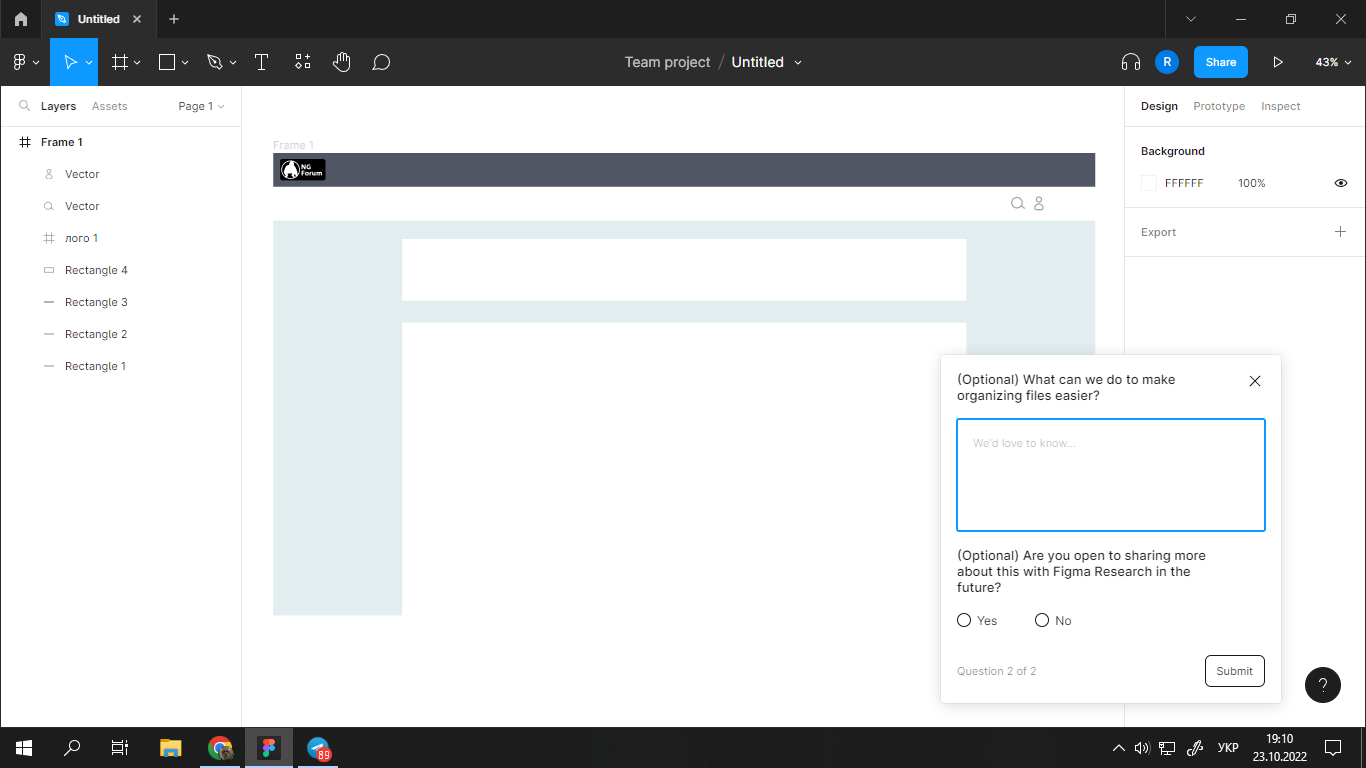 Untitled
Team project / Untitled
R
Share
43%
Layers
Assets
Page 1
Design
Prototype
Inspect
Frame 1
Vector
Vector
лого 1
Rectangle 4
Rectangle 3
Rectangle 2
Rectangle 1
Frame 1
NG
Forum
Background
FFFFFF
100%
Export
(Optional) What can we do to make
organizing files easier?
We'd love to know...
(Optional) Are you open to sharing more
about this with Figma Research in the
future?
Yes
No
Question 2 of 2
Submit
?
89
УКР
19:10
23.10.2022